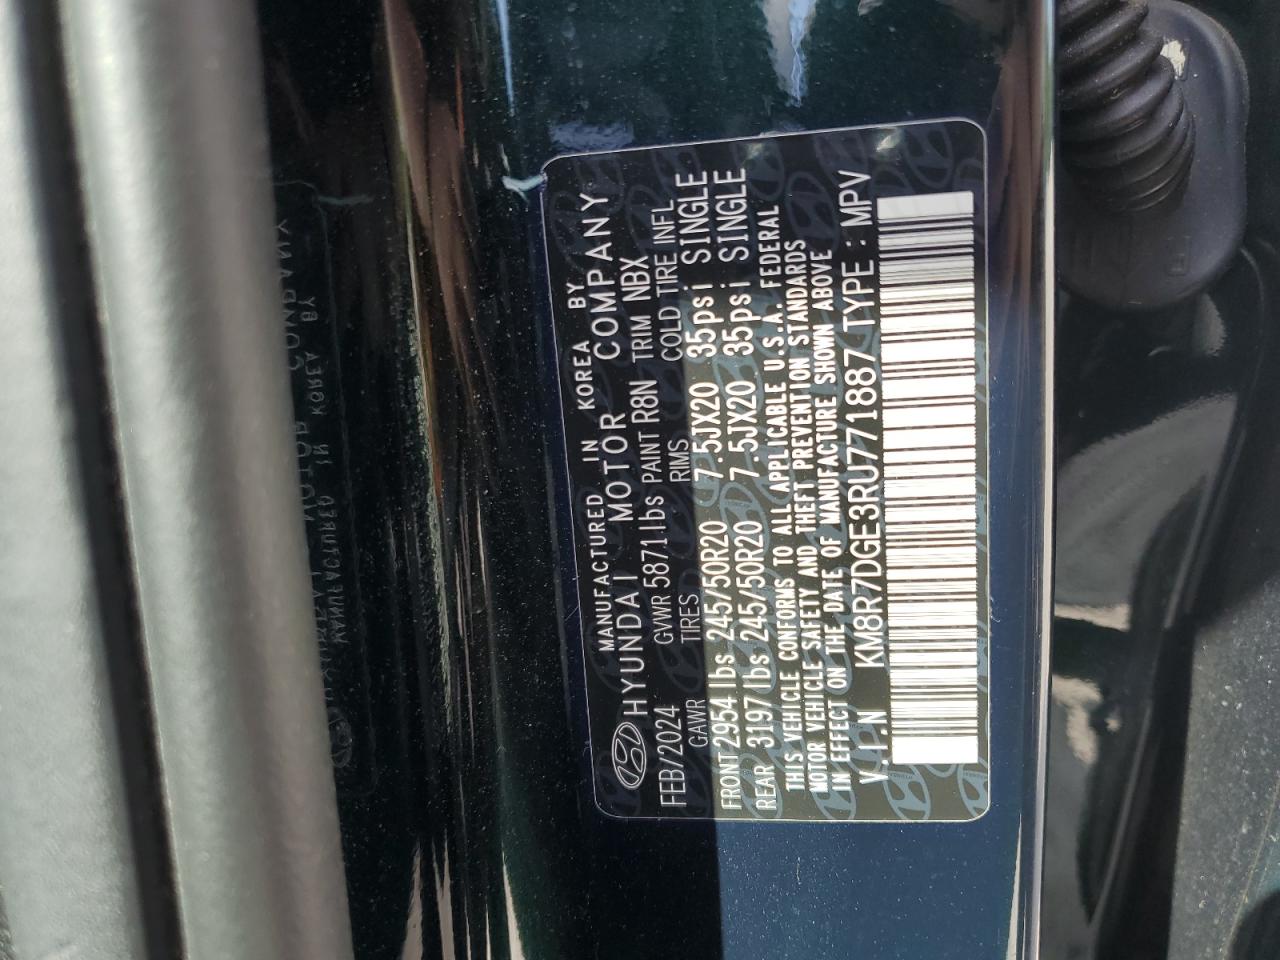 MANUFACTURED IN KOREA BY
HYUNDAI MOTOR COMPANY
FEB/2024 GVWR 5871 lbs PAINT R8N TRIM NBX
GAWR TIRES RIMS COLD TIRE INFL
FRONT 2954 lbs 245/50R20 7.5JX20 35psi SINGLE
REAR 3197 lbs 245/50R20 7.5JX20 35psi SINGLE
THIS VEHICLE CONFORMS TO ALL APPLICABLE U.S.A. FEDERAL
MOTOR VEHICLE SAFETY AND THEFT PREVENTION STANDARDS
IN EFFECT ON THE DATE OF MANUFACTURE SHOWN ABOVE
V.I.N KM8R7DGE3RU771887 TYPE : MPV